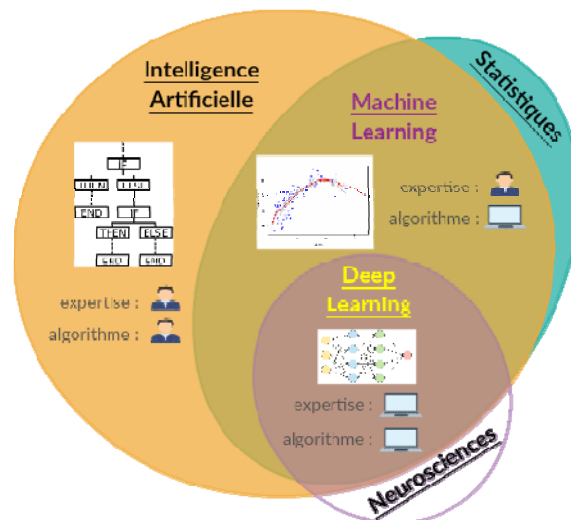 Intelligence
Artificielle
Statistiques
Machine
Learning
IF
THEN ELSE
END IF
THEN ELSE
END END
expertise :
algorithme :
expertise :
algorithme :
Deep
Learning
expertise :
algorithme :
Neurosciences